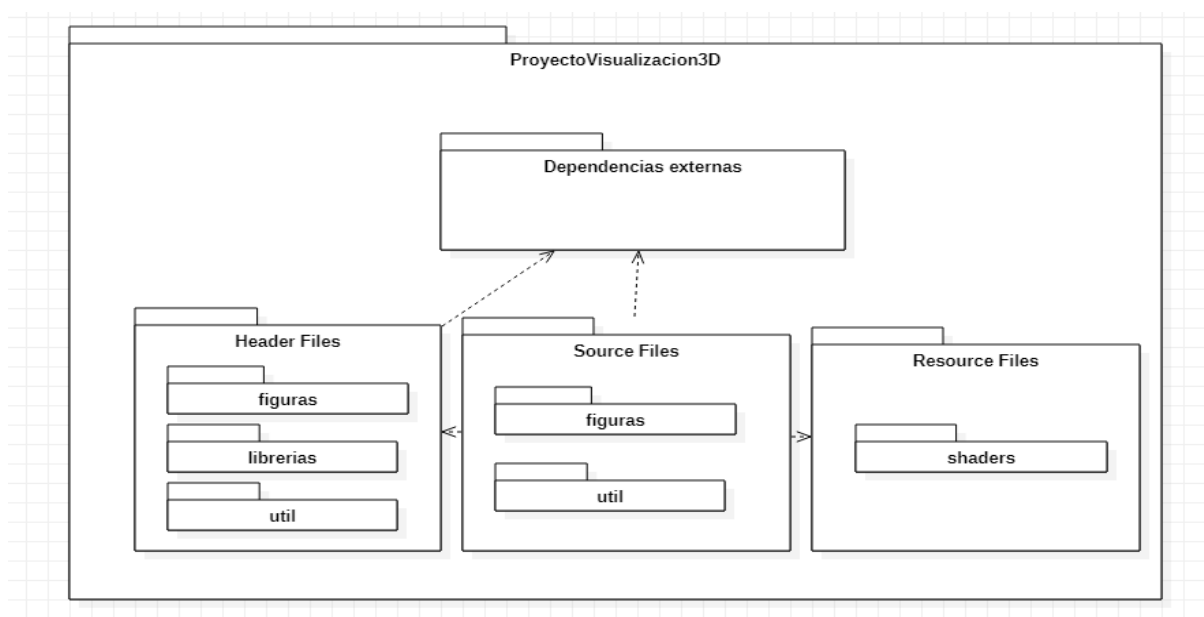 ProyectoVisualizacion3D
Dependencias externas
Header Files
figuras
librerias
util
Source Files
figuras
util
Resource Files
shaders